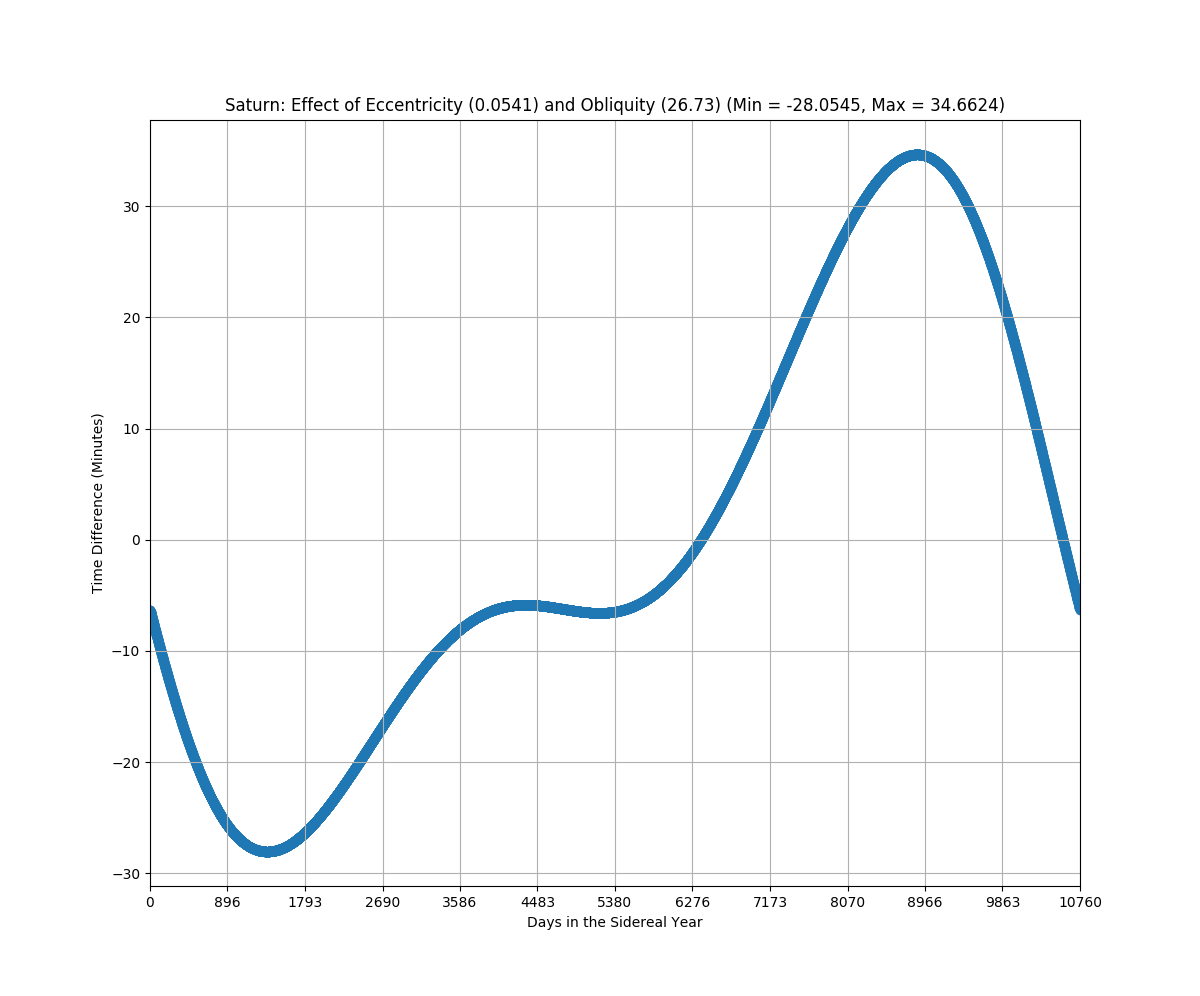 Saturn: Effect of Eccentricity (0.0541) and Obliquity (26.73) (Min = -28.0545, Max = 34.6624)
Time Difference (Minutes)
30
20
10
0
−10
−20
−30
0 896 1793 2690 3586 4483 5380 6276 7173 8070 8966 9863 10760
Days in the Sidereal Year